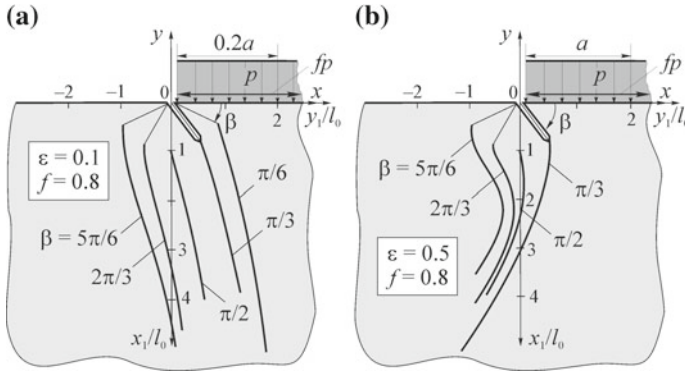 (a)
y
0.2a
fp
p
x
−2
−1
0
2
y₁/l₀
β
ε = 0.1
f = 0.8
1
π/6
β = 5π/6
π/3
2π/3
3
π/2
4
x₁/l₀
(b)
y
a
fp
p
x
−2
−1
0
2
y₁/l₀
β
1
β = 5π/6
π/3
2π/3
2
π/2
ε = 0.5
f = 0.8
3
4
x₁/l₀